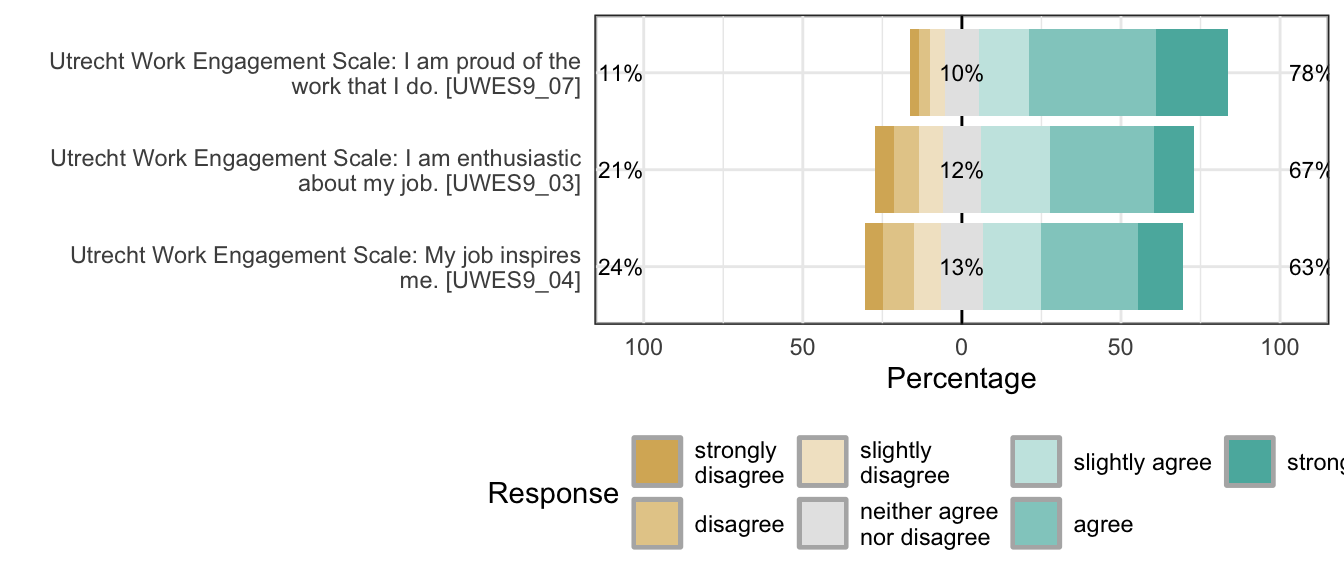 Utrecht Work Engagement Scale: I am proud of the
work that I do. [UWES9_07]
11%
10%
78%
Utrecht Work Engagement Scale: I am enthusiastic
about my job. [UWES9_03]
21%
12%
67%
Utrecht Work Engagement Scale: My job inspires
me. [UWES9_04]
24%
13%
63%
100 50 0 50 100
Percentage
Response
strongly
disagree
disagree
slightly
disagree
neither agree
nor disagree
slightly agree
agree